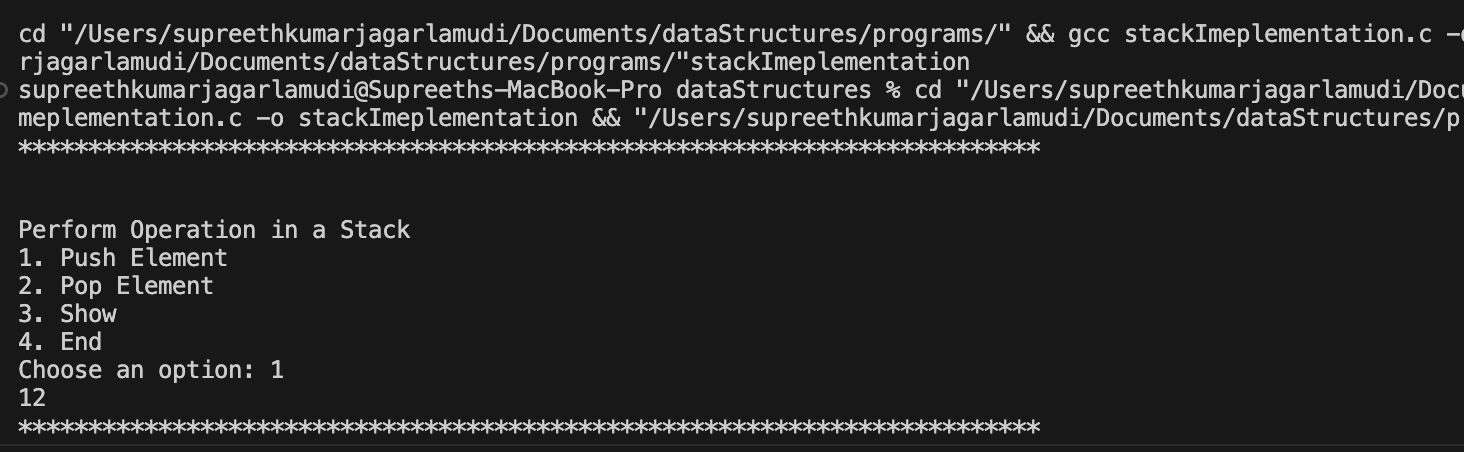 cd "/Users/supreethkumarjagarlamudi/Documents/dataStructures/programs/" && gcc stackImeplementation.c
rjagarlamudi/Documents/dataStructures/programs/"stackImeplementation
supreethkumarjagarlamudi@Supreeths-MacBook-Pro dataStructures % cd "/Users/supreethkumarjagarlamudi/Doc
meplementation.c -o stackImeplementation && "/Users/supreethkumarjagarlamudi/Documents/dataStructures/p
*************************************************************************
Perform Operation in a Stack
1. Push Element
2. Pop Element
3. Show
4. End
Choose an option: 1
12
*************************************************************************